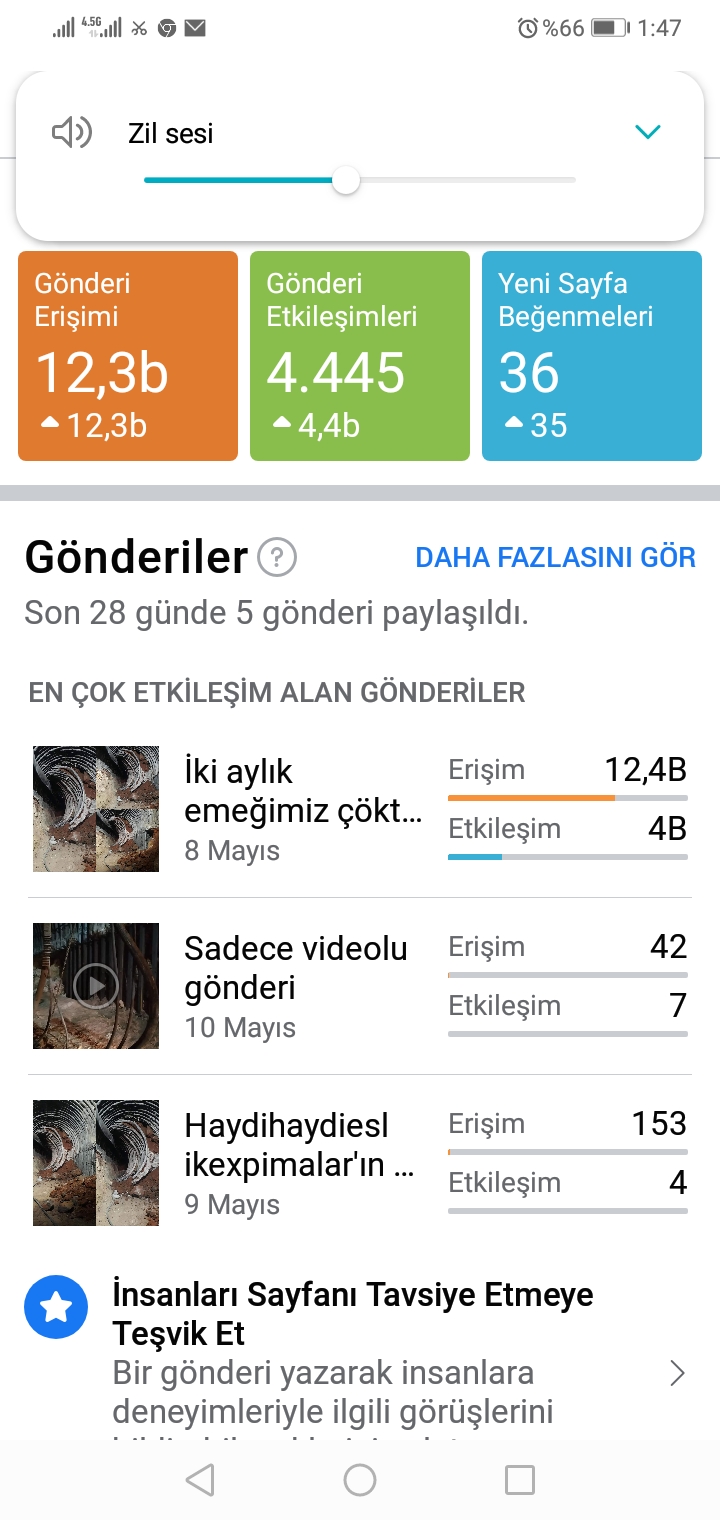 4.5G
%66
1:47
Zil sesi
Gönderi
Erişimi
12,3b
12,3b
Gönderi
Etkileşimleri
4.445
4,4b
Yeni Sayfa
Beğenmeleri
36
35
Gönderiler ?
DAHA FAZLASINI GÖR
Son 28 günde 5 gönderi paylaşıldı.
EN ÇOK ETKİLEŞİM ALAN GÖNDERİLER
İki aylık
emeğimiz çökt...
8 Mayıs
Erişim 12,4B
Etkileşim 4B
Sadece videolu
gönderi
10 Mayıs
Erişim 42
Etkileşim 7
Haydihaydiesl
ikexpimalar'ın ...
9 Mayıs
Erişim 153
Etkileşim 4
İnsanları Sayfanı Tavsiye Etmeye
Teşvik Et
Bir gönderi yazarak insanlara
deneyimleriyle ilgili görüşlerini